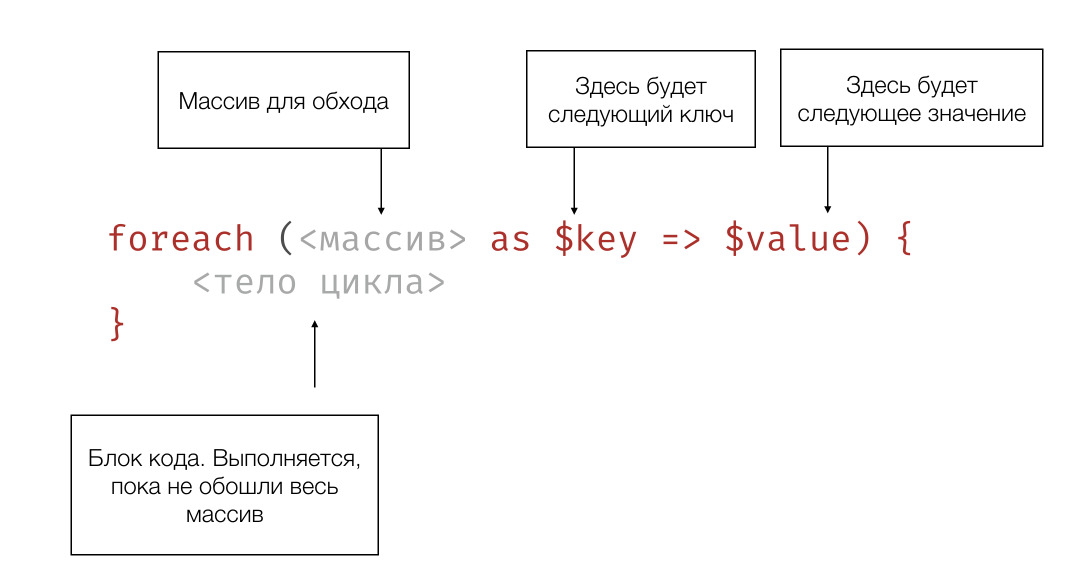 Массив для обхода
Здесь будет
следующий ключ
Здесь будет
следующее значение
foreach (<массив> as $key => $value) {
<тело цикла>
}
Блок кода. Выполняется,
пока не обошли весь
массив